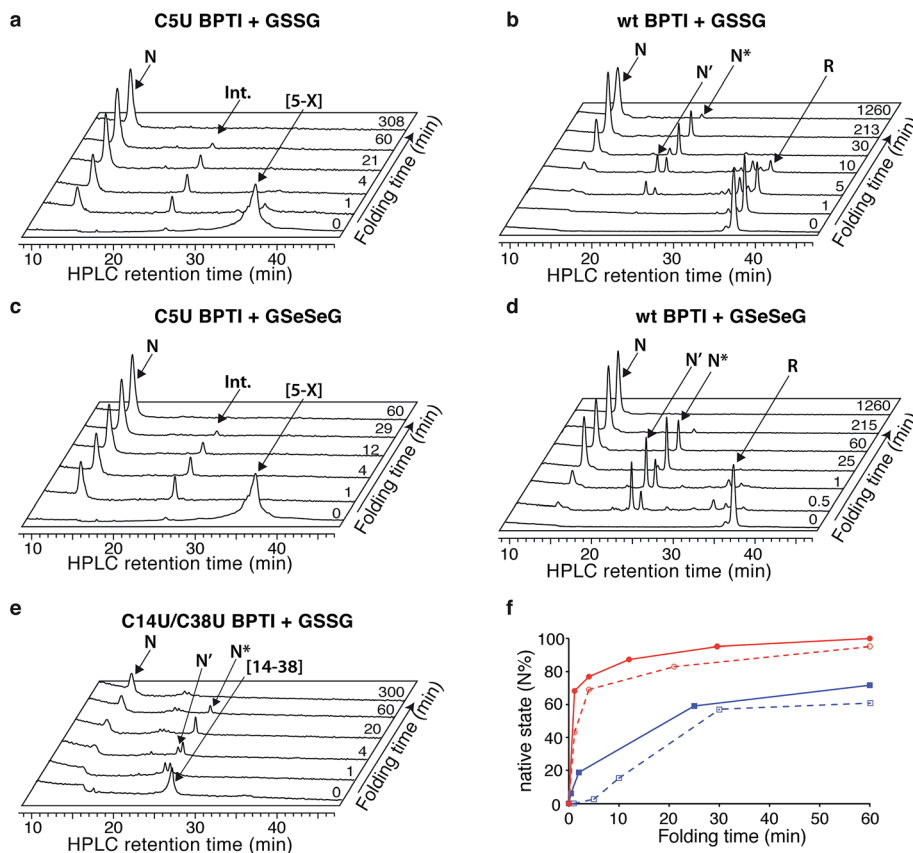 a
C5U BPTI + GSSG
N
Int.
[5-X]
308
60
21
4
1
0
Folding time (min)
10 20 30 40
HPLC retention time (min)
b
wt BPTI + GSSG
N
N′
N*
R
1260
213
30
10
5
1
0
Folding time (min)
10 20 30 40
HPLC retention time (min)
c
C5U BPTI + GSeSeG
N
Int.
[5-X]
60
29
12
4
1
0
Folding time (min)
10 20 30 40
HPLC retention time (min)
d
wt BPTI + GSeSeG
N
N′
N*
R
1260
215
60
25
1
0.5
0
Folding time (min)
10 20 30 40
HPLC retention time (min)
e
C14U/C38U BPTI + GSSG
N
N′
N*
[14-38]
300
60
20
4
1
0
Folding time (min)
10 20 30 40
HPLC retention time (min)
f
native state (N%)
100
80
60
40
20
0
0 10 20 30 40 50 60
Folding time (min)